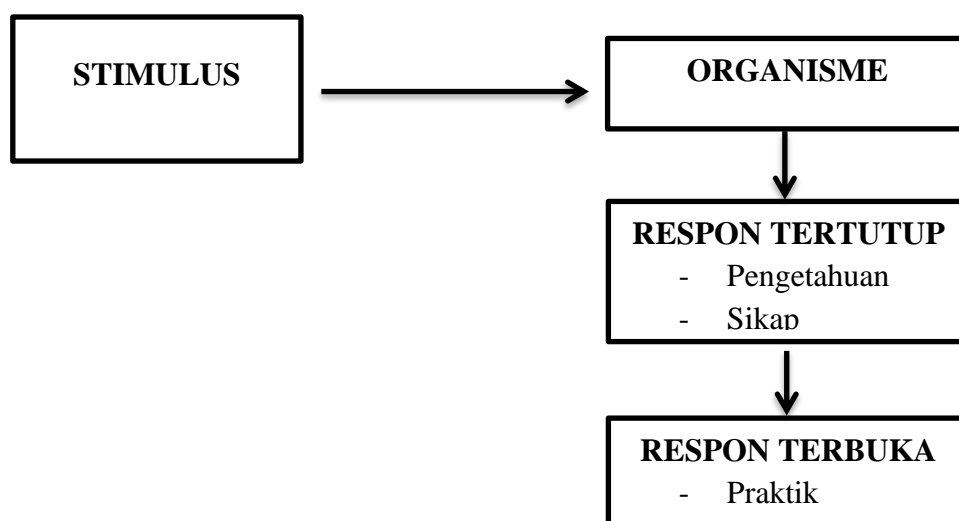 STIMULUS
ORGANISME
RESPON TERTUTUP
- Pengetahuan
- Sikap
RESPON TERBUKA
- Praktik